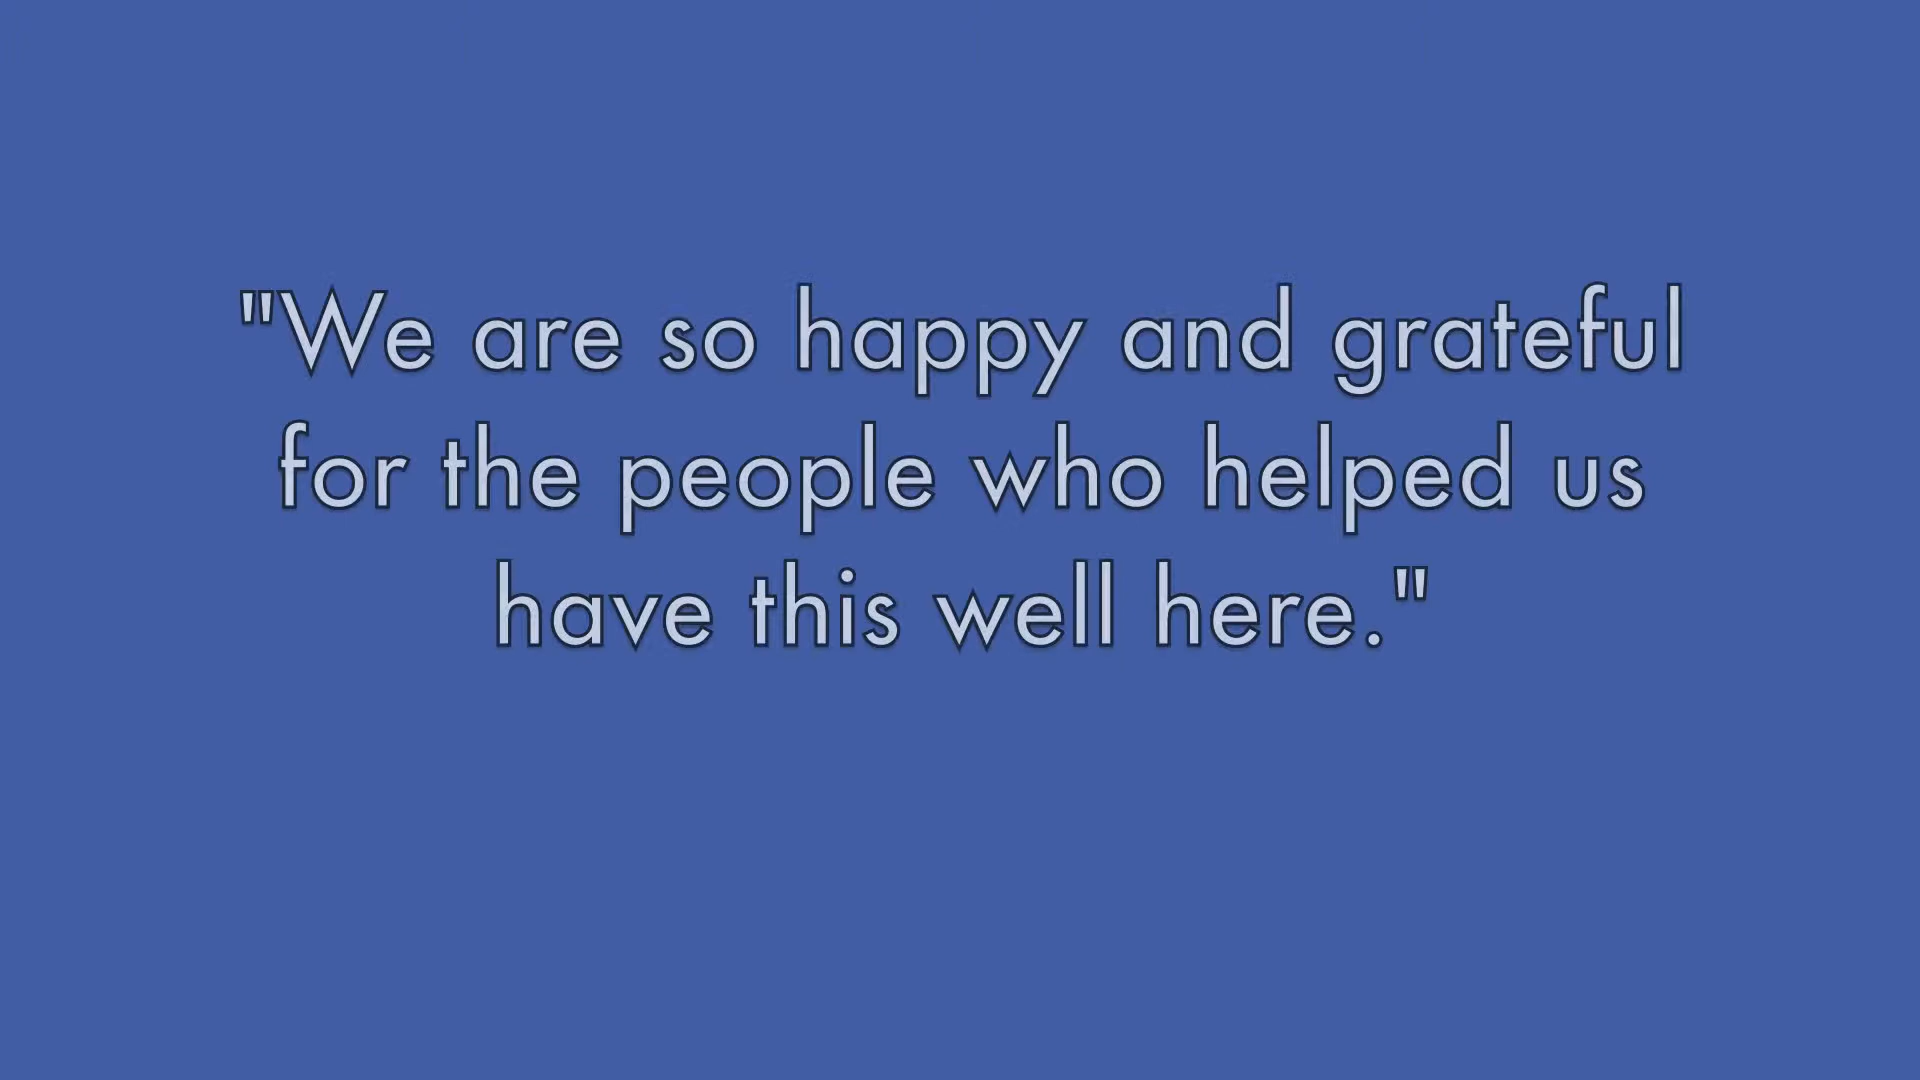 "We are so happy and grateful
for the people who helped us
have this well here."